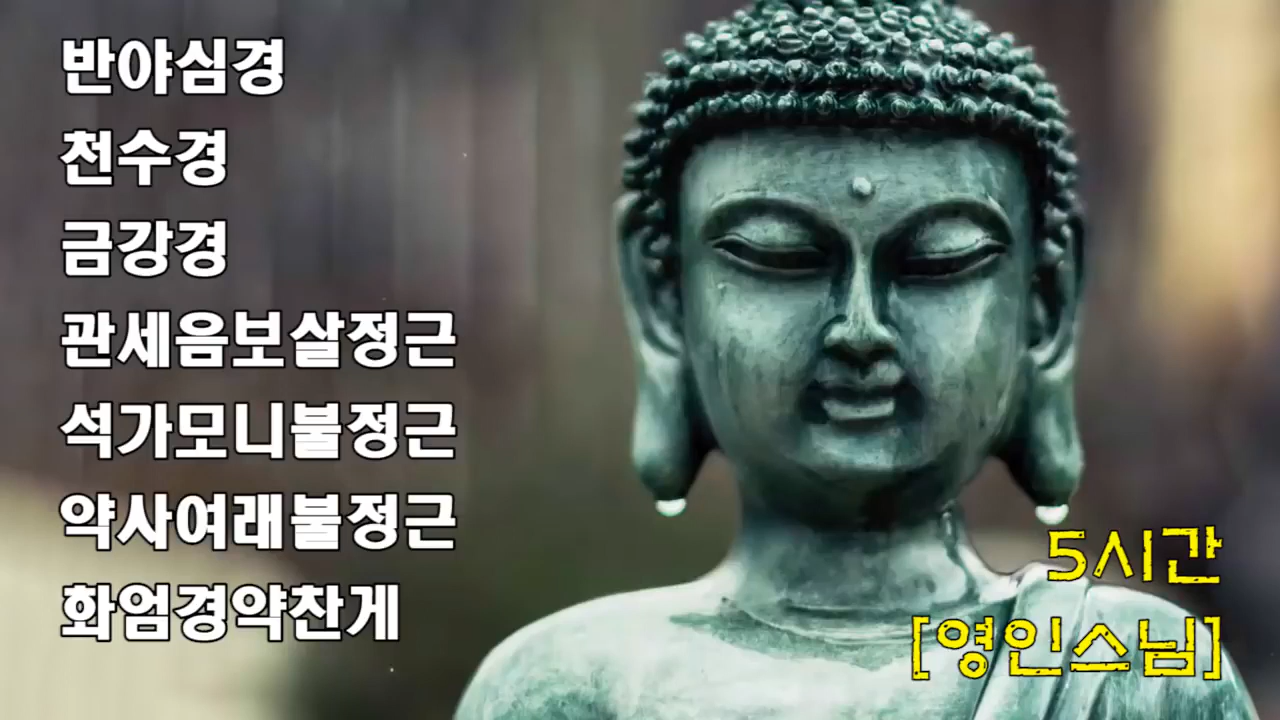 반야심경
천수경
금강경
관세음보살정근
석가모니불정근
약사여래불정근
화엄경약찬게
5시간
[영인스님]